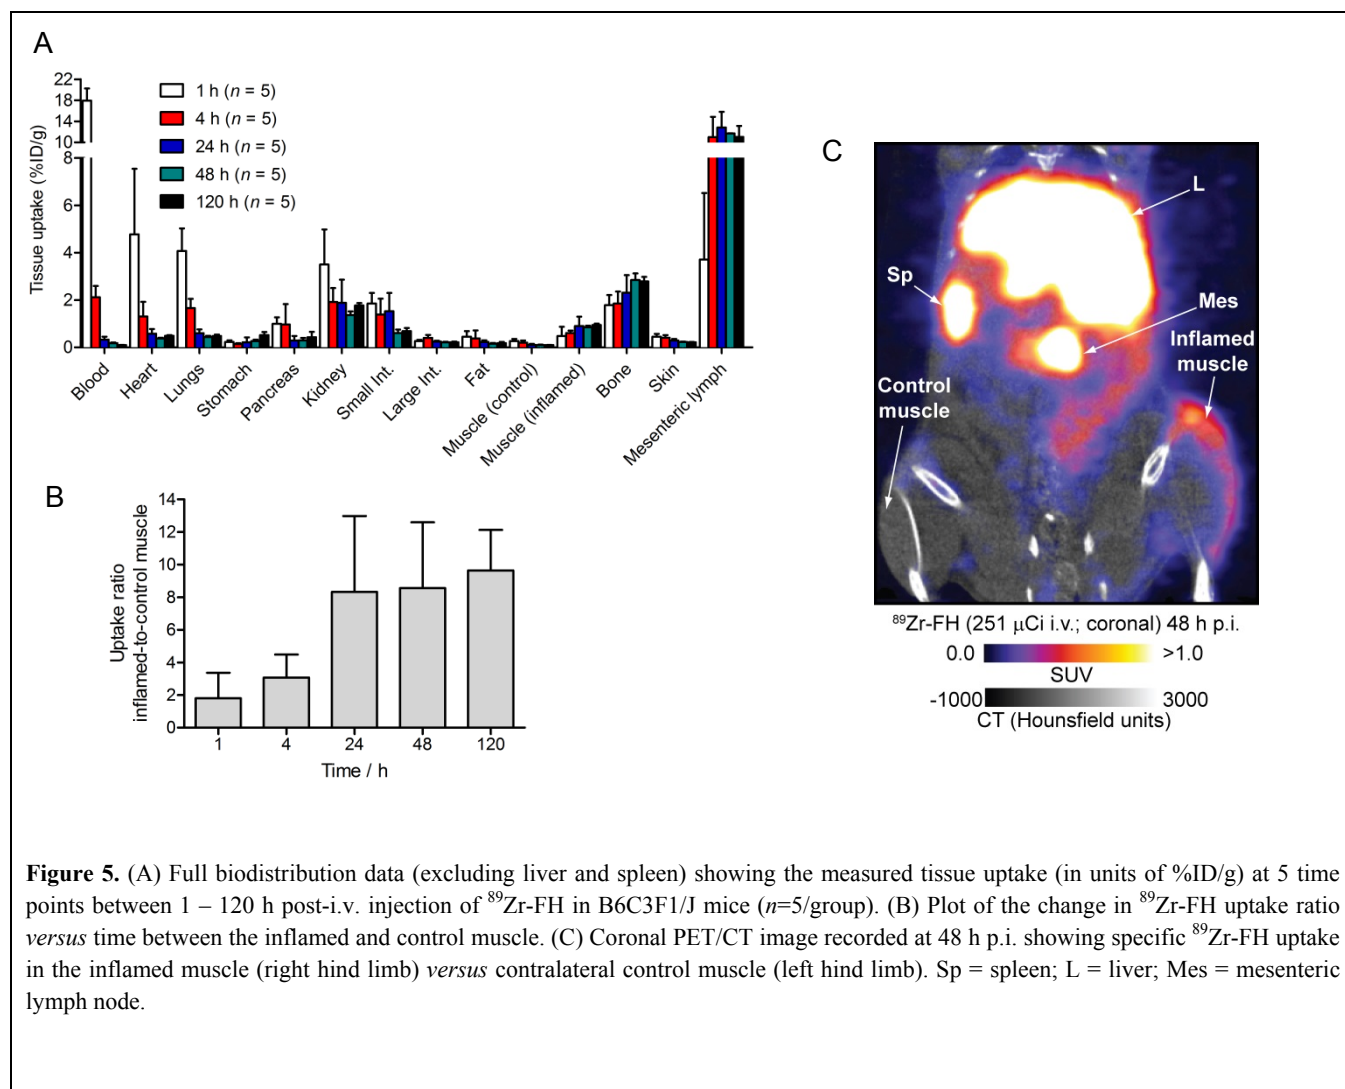 A
Tissue uptake (%ID/g)
22
18
14
10
8
6
4
2
0
1 h (n = 5)
4 h (n = 5)
24 h (n = 5)
48 h (n = 5)
120 h (n = 5)
Blood
Heart
Lungs
Stomach
Pancreas
Kidney
Small Int.
Large Int.
Fat
Muscle (control)
Muscle (inflamed)
Bone
Skin
Mesenteric lymph
B
Uptake ratio
inflamed-to-control muscle
14
12
10
8
6
4
2
0
1
4
24
48
120
Time / h
C
L
Sp
Mes
Inflamed
muscle
Control
muscle
⁸⁹Zr-FH (251 μCi i.v.; coronal) 48 h p.i.
0.0
>1.0
SUV
-1000
3000
CT (Hounsfield units)
Figure 5. (A) Full biodistribution data (excluding liver and spleen) showing the measured tissue uptake (in units of %ID/g) at 5 time
points between 1 – 120 h post-i.v. injection of ⁸⁹Zr-FH in B6C3F1/J mice (n=5/group). (B) Plot of the change in ⁸⁹Zr-FH uptake ratio
versus time between the inflamed and control muscle. (C) Coronal PET/CT image recorded at 48 h p.i. showing specific ⁸⁹Zr-FH uptake
in the inflamed muscle (right hind limb) versus contralateral control muscle (left hind limb). Sp = spleen; L = liver; Mes = mesenteric
lymph node.